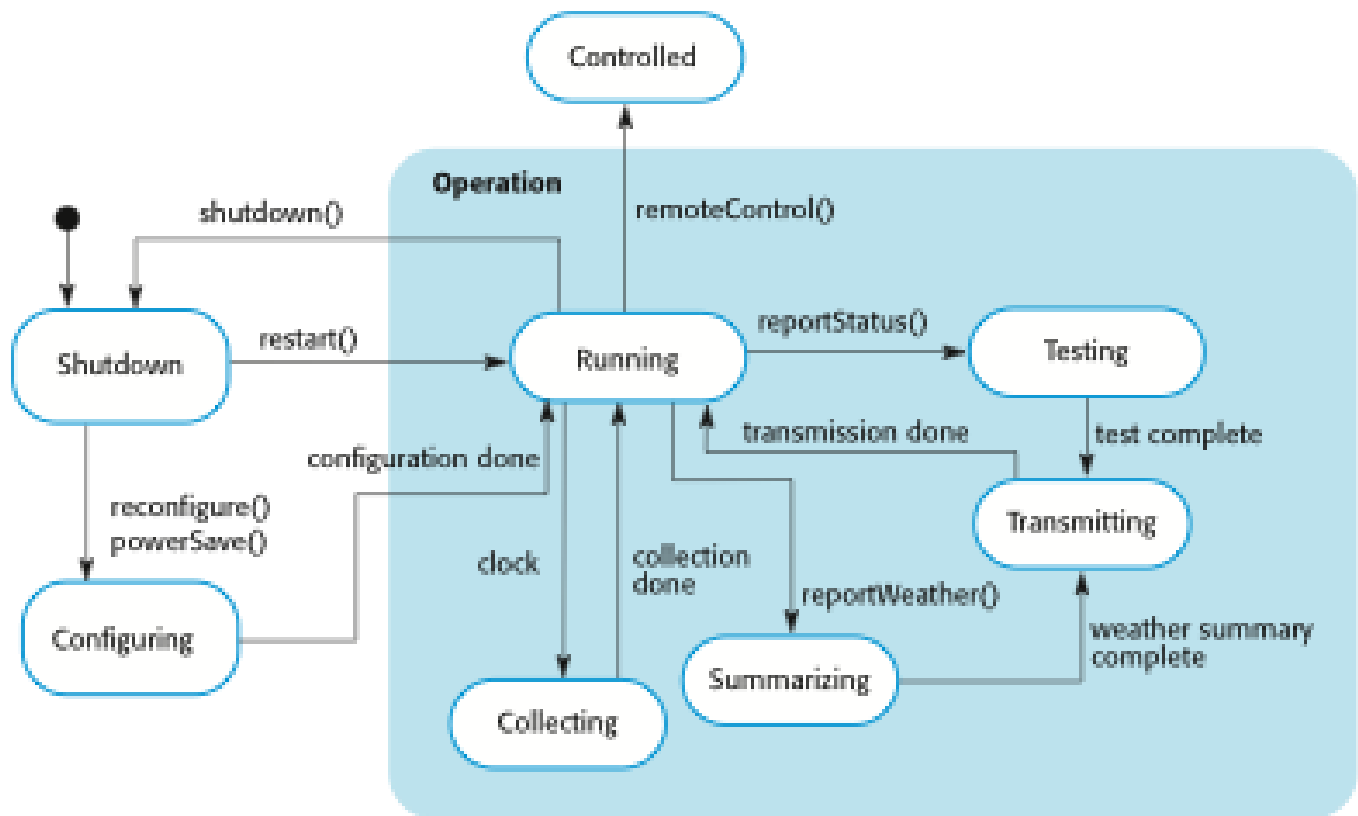 Controlled
Operation
shutdown()
remoteControl()
restart()
reportStatus()
Shutdown
Running
Testing
transmission done
test complete
configuration done
reconfigure()
powerSave()
Transmitting
clock
collection
done
reportWeather()
Configuring
weather summary
complete
Summarizing
Collecting